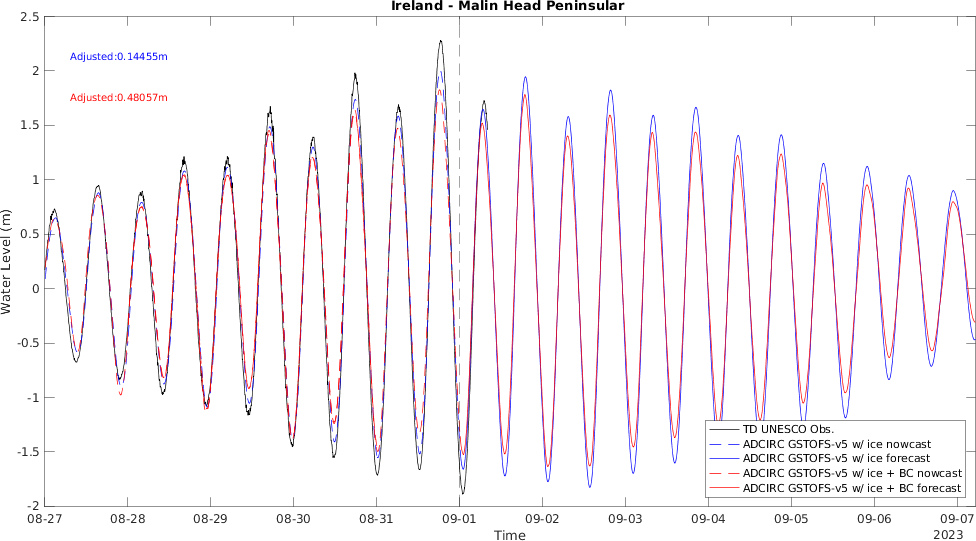 Ireland - Malin Head Peninsular
2.5
Adjusted:0.14455m
2
Adjusted:0.48057m
1.5
1
0.5
0
-0.5
-1
-1.5
-2
Water Level (m)
TD UNESCO Obs.
ADCIRC GSTOFS-v5 w/ ice nowcast
ADCIRC GSTOFS-v5 w/ ice forecast
ADCIRC GSTOFS-v5 w/ ice + BC nowcast
ADCIRC GSTOFS-v5 w/ ice + BC forecast
08-27 08-28 08-29 08-30 08-31 09-01 09-02 09-03 09-04 09-05 09-06 09-07
Time
2023